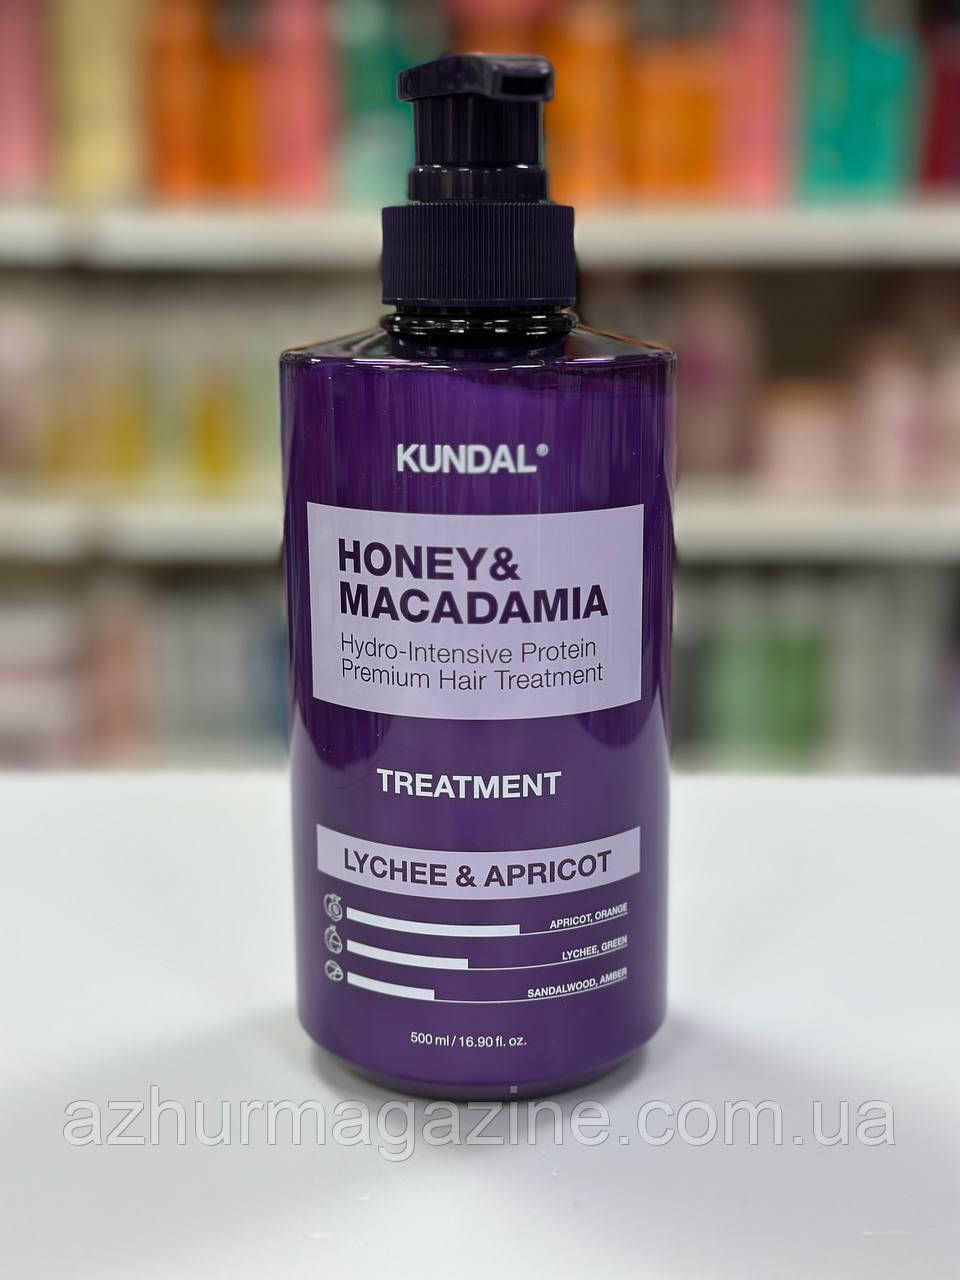 KUNDAL®
HONEY&
MACADAMIA
Hydro-Intensive Protein
Premium Hair Treatment
TREATMENT
LYCHEE & APRICOT
APRICOT, ORANGE
LYCHEE, GREEN
SANDALWOOD, AMBER
500 ml / 16.90 fl. oz.
azhurmagazine.com.ua